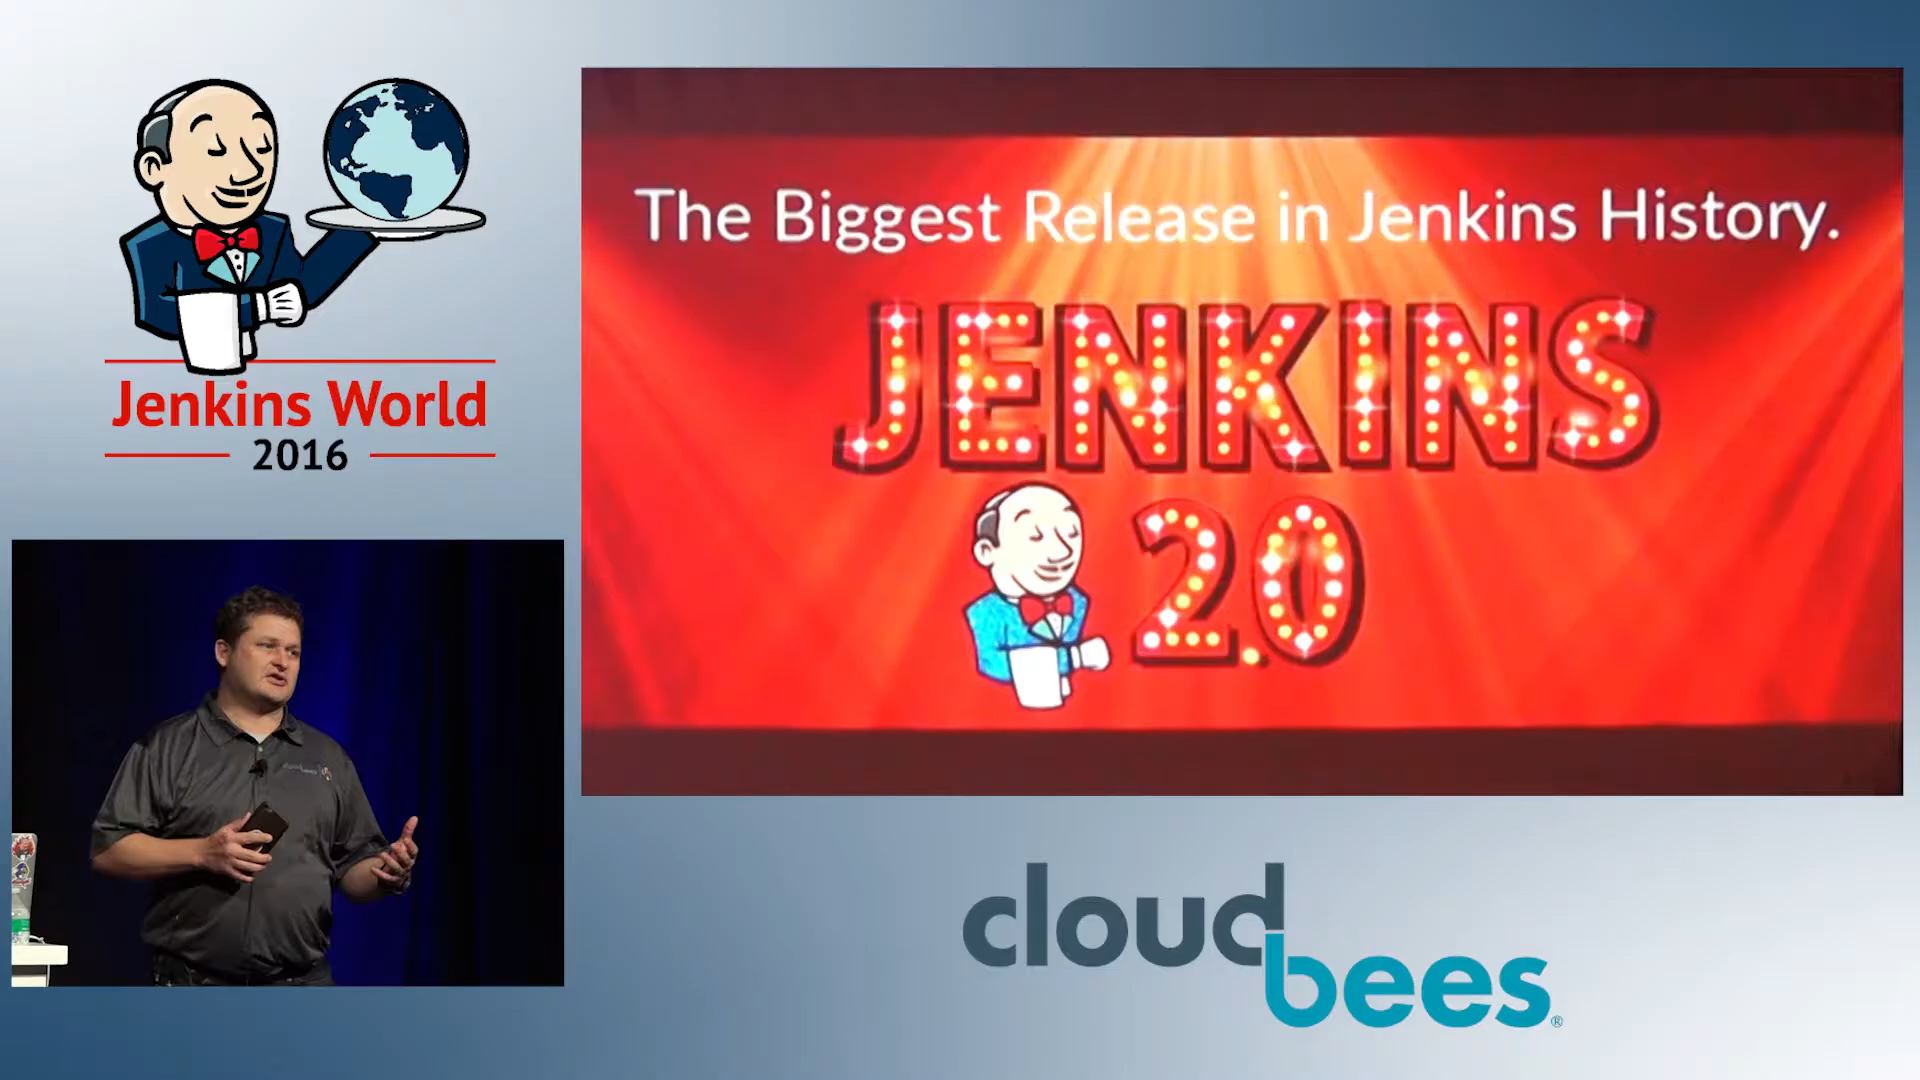 Jenkins World
2016
The Biggest Release in Jenkins History.
JENKINS
2.0
cloud
bees®